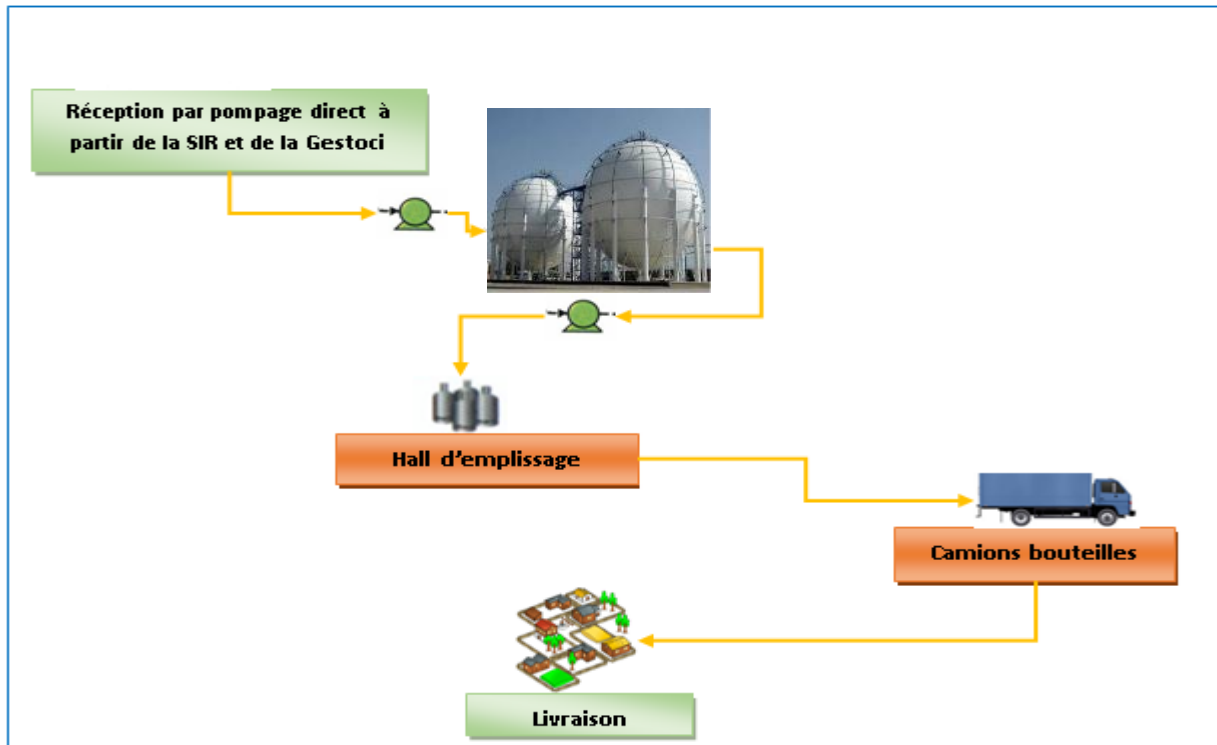 Réception par pompage direct à
partir de la SIR et de la Gestoci
Hall d'emplissage
Camions bouteilles
Livraison